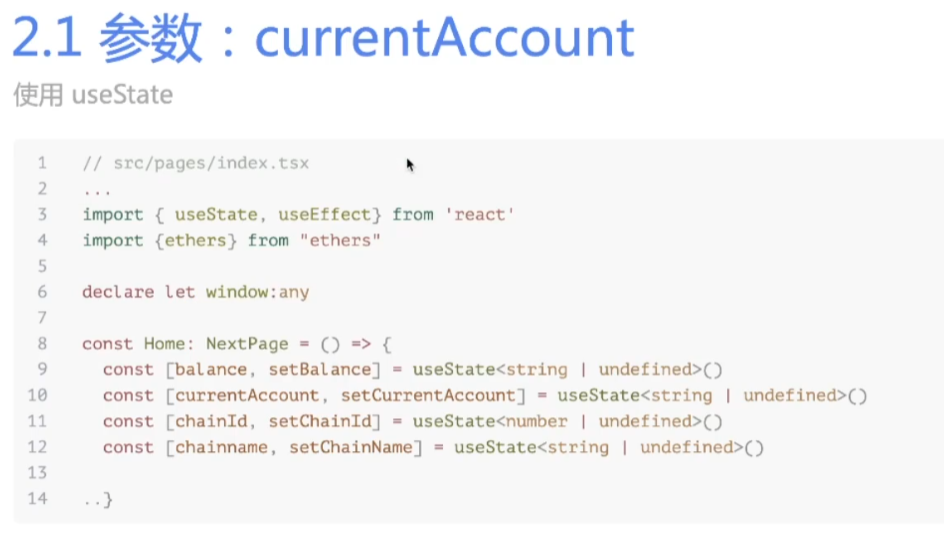 2.1 参数：currentAccount
使用 useState
1 // src/pages/index.tsx
2 ...
3 import { useState, useEffect} from 'react'
4 import {ethers} from "ethers"
5
6 declare let window:any
7
8 const Home: NextPage = () => {
9 const [balance, setBalance] = useState<string | undefined>()
10 const [currentAccount, setCurrentAccount] = useState<string | undefined>()
11 const [chainId, setChainId] = useState<number | undefined>()
12 const [chainname, setChainName] = useState<string | undefined>()
13
14 ..}